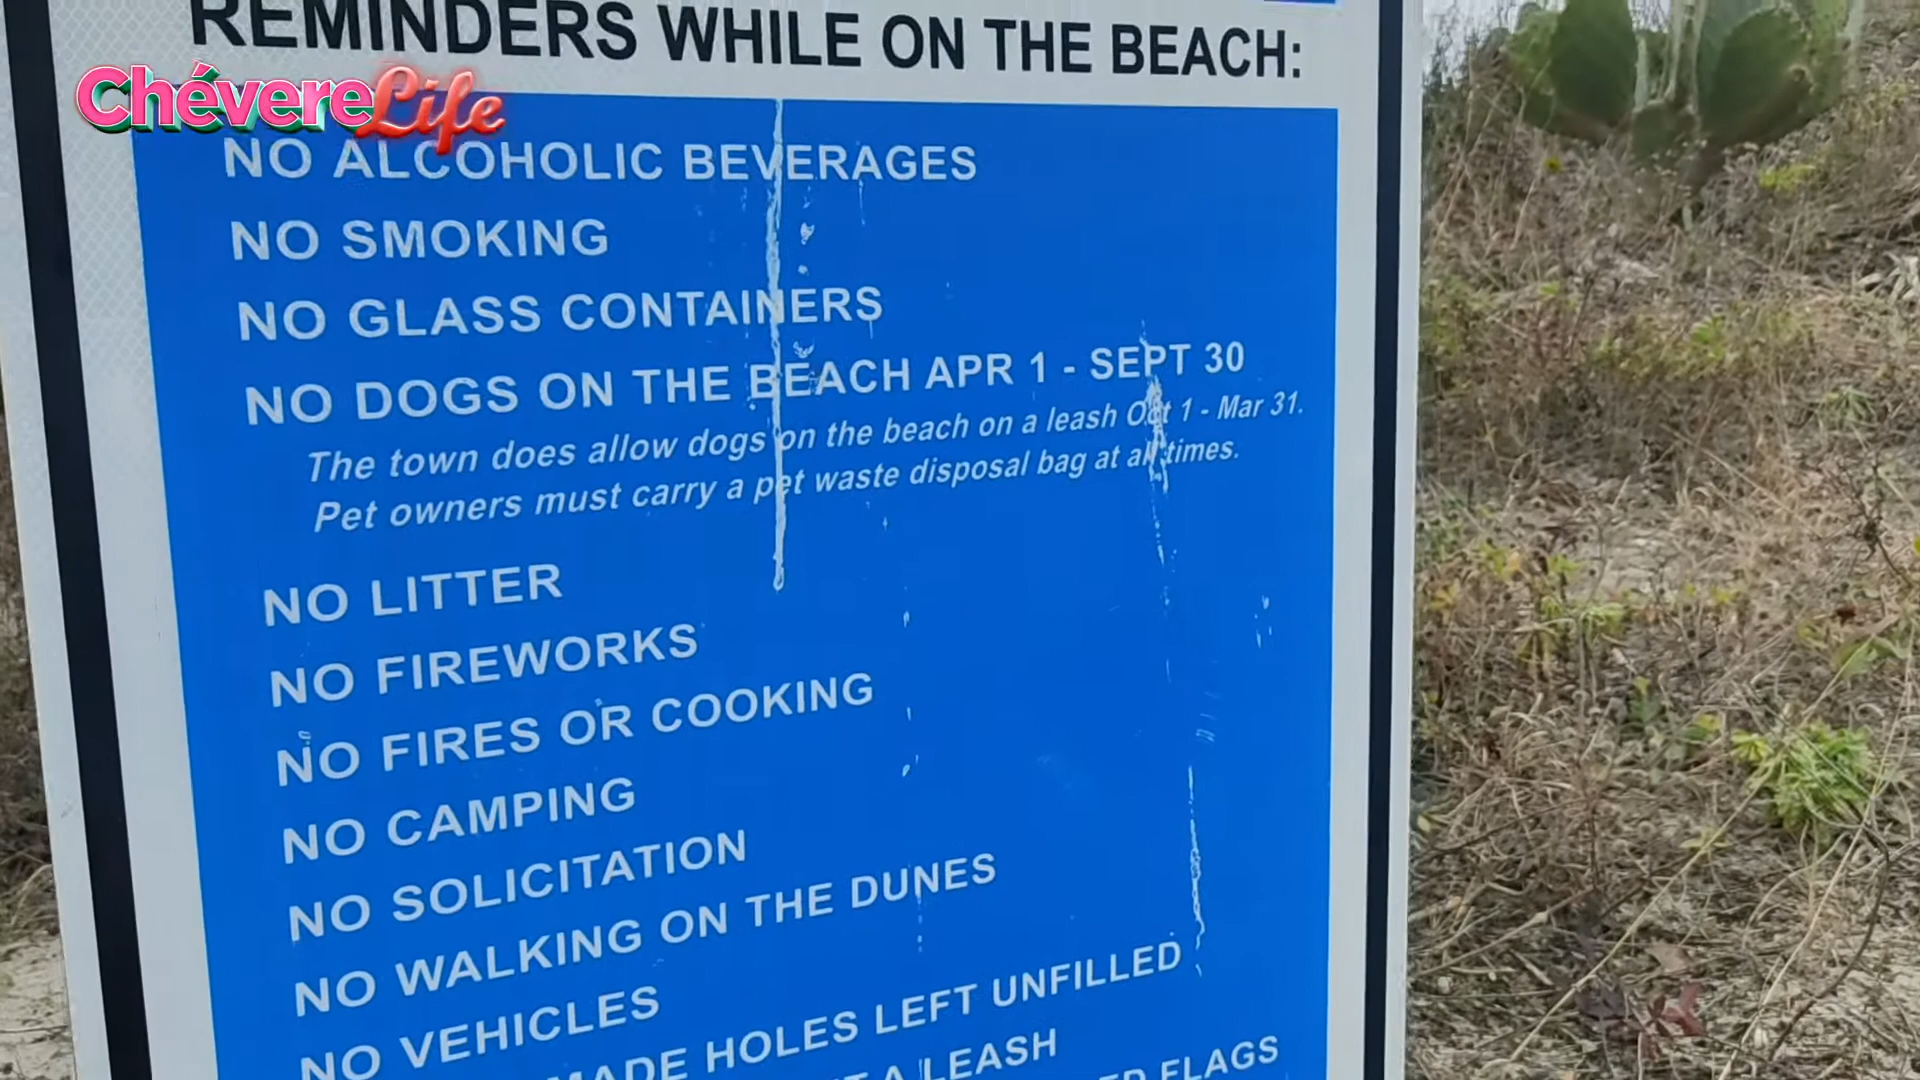 REMINDERS WHILE ON THE BEACH:
ChévereLife
NO ALCOHOLIC BEVERAGES
NO SMOKING
NO GLASS CONTAINERS
NO DOGS ON THE BEACH APR 1 - SEPT 30
The town does allow dogs on the beach on a leash Oct 1 - Mar 31.
Pet owners must carry a pet waste disposal bag at all times.
NO LITTER
NO FIREWORKS
NO FIRES OR COOKING
NO CAMPING
NO SOLICITATION
NO WALKING ON THE DUNES
NO VEHICLES
MADE HOLES LEFT UNFILLED
A LEASH
FLAGS